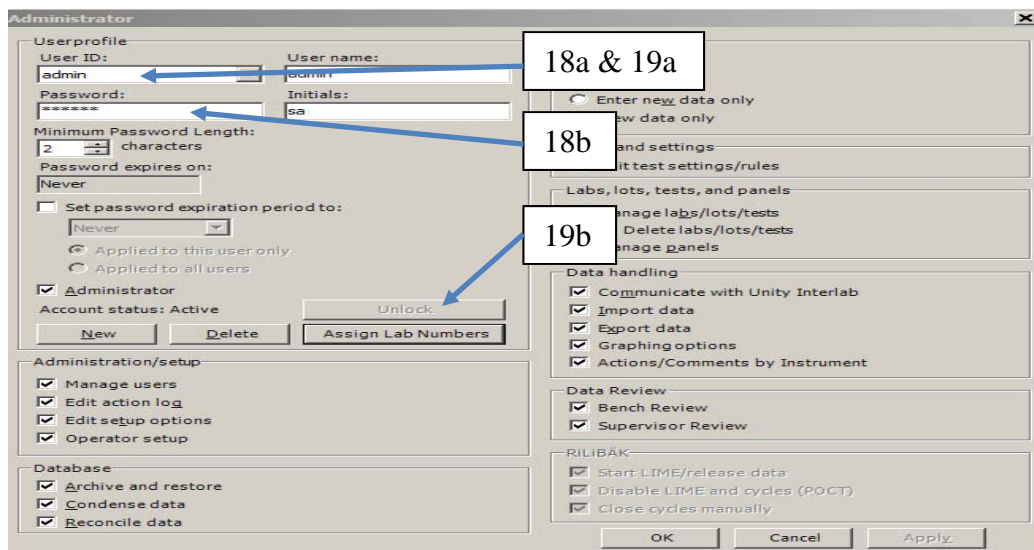 Administrator
Userprofile
User ID:
User name:
admin
admin
Password:
Initials:
******
sa
Minimum Password Length:
2 characters
Password expires on:
Never
Set password expiration period to:
Never
Applied to this user only
Applied to all users
Administrator
Account status: Active
Unlock
New
Delete
Assign Lab Numbers
Administration/setup
Manage users
Edit action log
Edit setup options
Operator setup
Database
Archive and restore
Condense data
Reconcile data
18a & 19a
18b
19b
Enter new data only
data only
and settings
test settings/rules
Labs, lots, tests, and panels
labs/lots/tests
Delete labs/lots/tests
panels
Data handling
Communicate with Unity Interlab
Import data
Export data
Graphing options
Actions/Comments by Instrument
Data Review
Bench Review
Supervisor Review
RiLiBÄK
Start LIME/release data
Disable LIME and cycles (POCT)
Close cycles manually
OK
Cancel
Apply